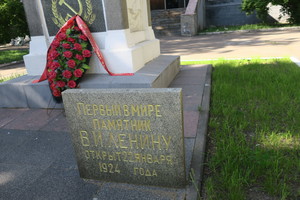 ПЕРВЫЙ В МИРЕ
ПАМЯТНИК
В.И.ЛЕНИНУ
ОТКРЫТ 22 ЯНВАРЯ
1924 ГОДА